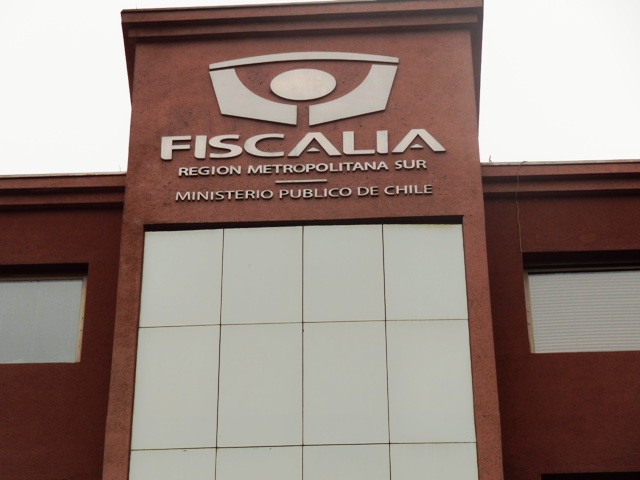 FISCALIA
REGION METROPOLITANA SUR
MINISTERIO PUBLICO DE CHILE